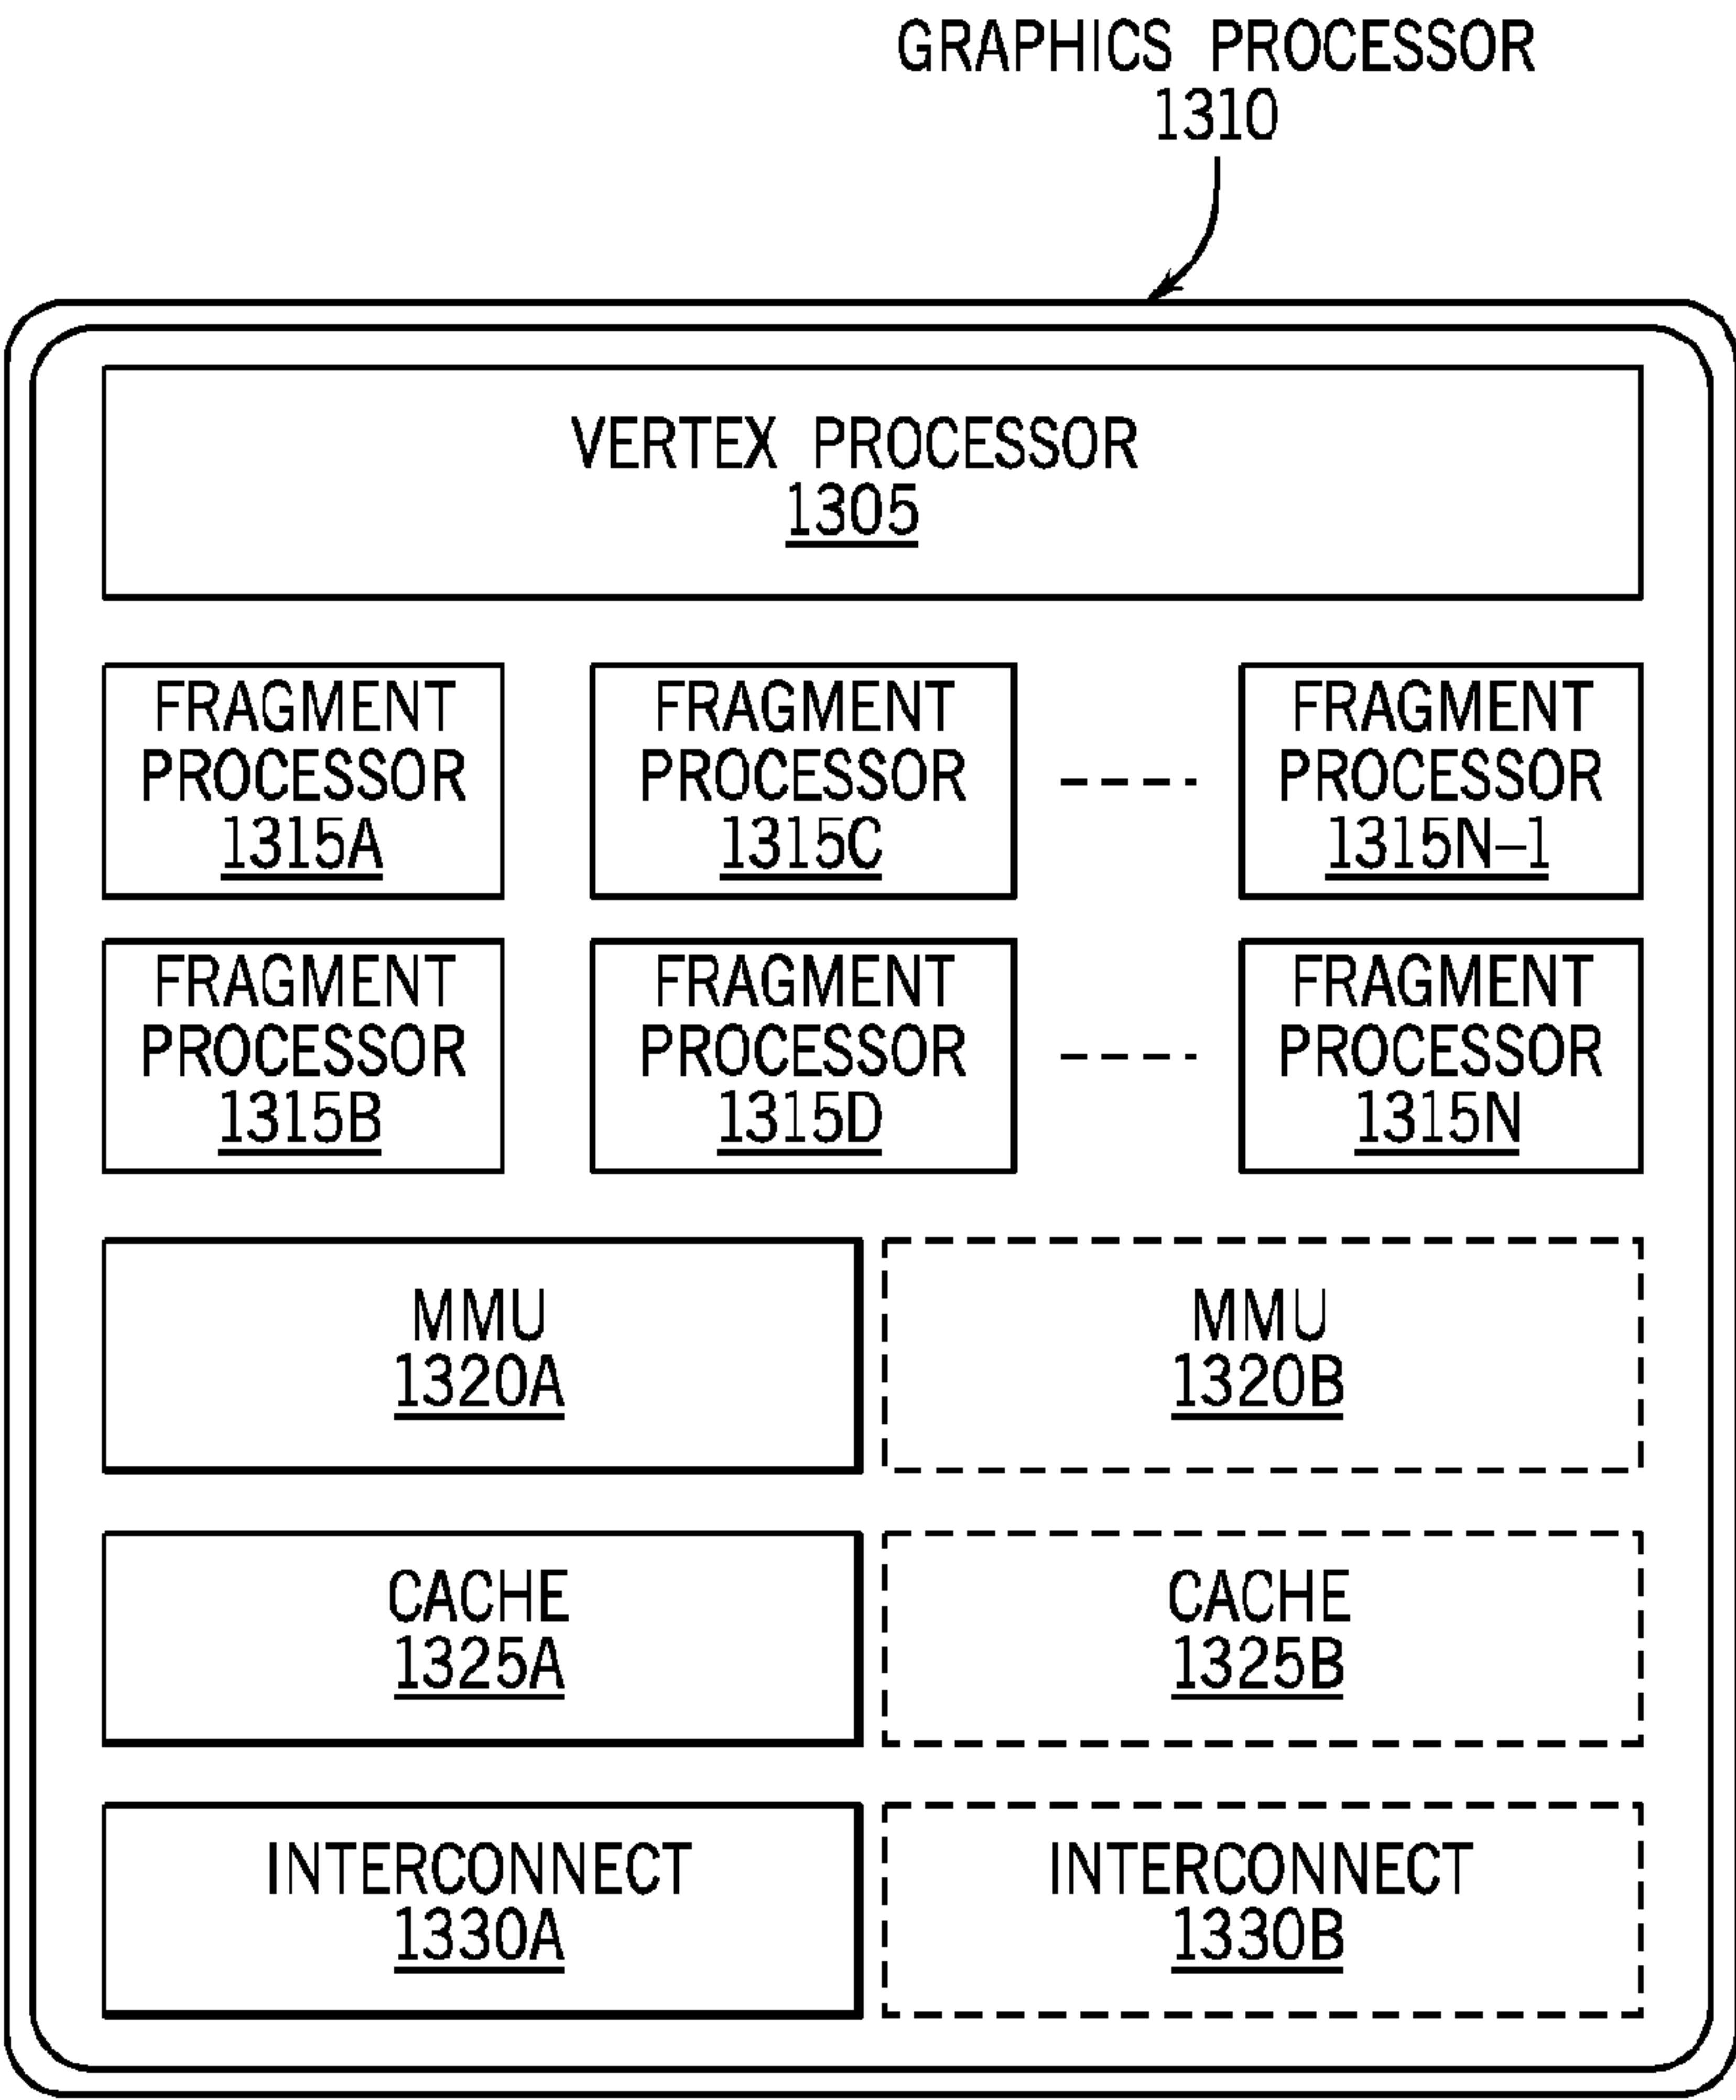 GRAPHICS PROCESSOR
1310
VERTEX PROCESSOR
1305
FRAGMENT
PROCESSOR
1315A
FRAGMENT
PROCESSOR
1315C
FRAGMENT
PROCESSOR
1315N-1
FRAGMENT
PROCESSOR
1315B
FRAGMENT
PROCESSOR
1315D
FRAGMENT
PROCESSOR
1315N
MMU
1320A
MMU
1320B
CACHE
1325A
CACHE
1325B
INTERCONNECT
1330A
INTERCONNECT
1330B